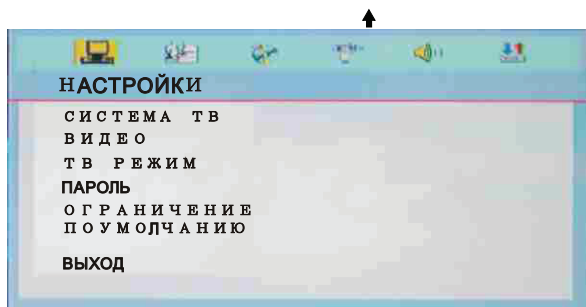 НАСТРОЙКИ
СИСТЕМА ТВ
ВИДЕО
ТВ РЕЖИМ
ПАРОЛЬ
ОГРАНИЧЕНИЕ
ПОУМОЛЧАНИЮ
ВЫХОД